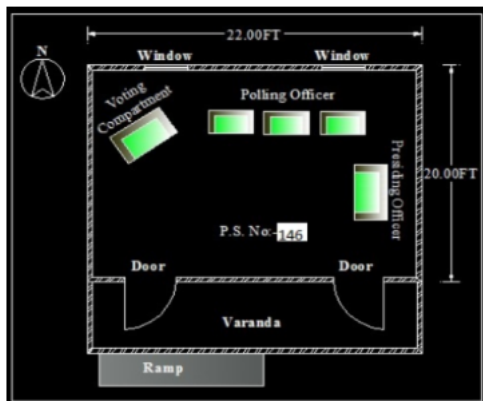 22.00FT
N
Window
Window
Voting
Compartment
Polling Officer
Presiding Officer
20.00FT
P.S. No:-146
Door
Door
Varanda
Ramp